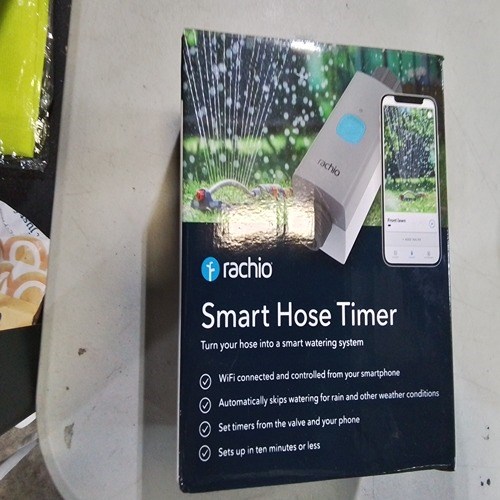 rachio
Front lawn
rachio
Smart Hose Timer
Turn your hose into a smart watering system
WiFi connected and controlled from your smartphone
Automatically skips watering for rain and other weather conditions
Set timers from the valve and your phone
Sets up in ten minutes or less